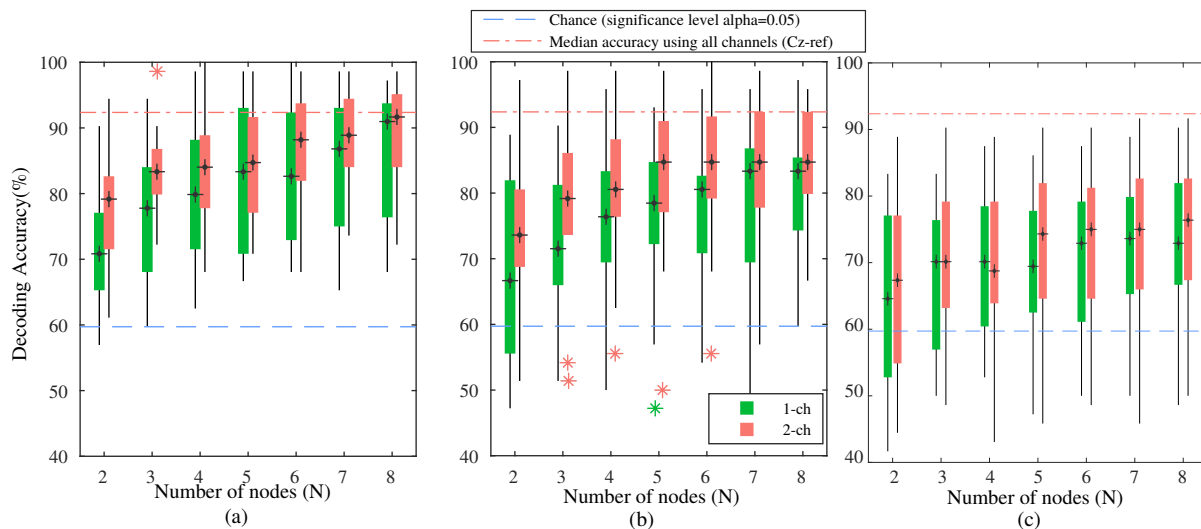 Chance (significance level alpha=0.05)
Median accuracy using all channels (Cz-ref)
Decoding Accuracy(%)
100
90
80
70
60
50
40
2 3 4 5 6 7 8
Number of nodes (N)
(a)
100
90
80
70
60
50
40
1-ch
2-ch
2 3 4 5 6 7 8
Number of nodes (N)
(b)
100
90
80
70
60
50
40
2 3 4 5 6 7 8
Number of nodes (N)
(c)